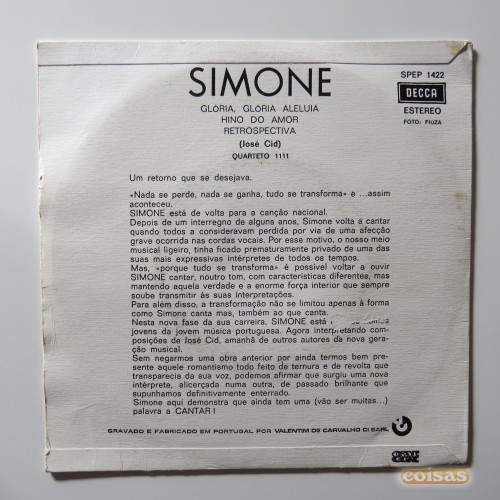 SIMONE
SPEP 1422
DECCA
ESTEREO
FOTO: FIUZA
GLÓRIA, GLÓRIA ALELUIA
HINO DO AMOR
RETROSPECTIVA
(José Cid)
QUARTETO 1111
Um retorno que se desejava.
«Nada se perde, nada se ganha, tudo se transforma» e ...assim
aconteceu.
SIMONE está de volta para a canção nacional.
Depois de um interregno de alguns anos, Simone volta a cantar
quando todos a consideravam perdida por via de uma afecção
grave ocorrida nas cordas vocais. Por esse motivo, o nosso meio
musical ligeiro, tinha ficado prematuramente privado de uma das
suas mais expressivas intérpretes de todos os tempos.
Mas, «porque tudo se transforma» é possível voltar a ouvir
SIMONE cantar, noutro tom, com características diferentes, mas
mantendo aquela verdade e a enorme força interior que sempre
soube transmitir às suas interpretações.
Para além disso, a transformação não se limitou apenas à forma
como Simone canta mas, também ao que canta.
Nesta nova fase da sua carreira, SIMONE está
jovens da jovem música portuguesa. Agora interpretando com-
posições de José Cid, amanhã de outros autores da nova gera-
ção musical.
Sem negarmos uma obra anterior por ainda termos bem pre-
sente aquele romantismo todo feito de ternura e de revolta que
transparecia da sua voz, podemos afirmar que surgiu uma nova
intérprete, alicerçada numa outra, de passado brilhante que
supunhamos definitivamente enterrado.
Simone aqui demonstra que ainda tem uma (vão ser muitas...)
palavra a CANTAR!
GRAVADO E FABRICADO EM PORTUGAL POR VALENTIM DE CARVALHO CI SARL
coisas